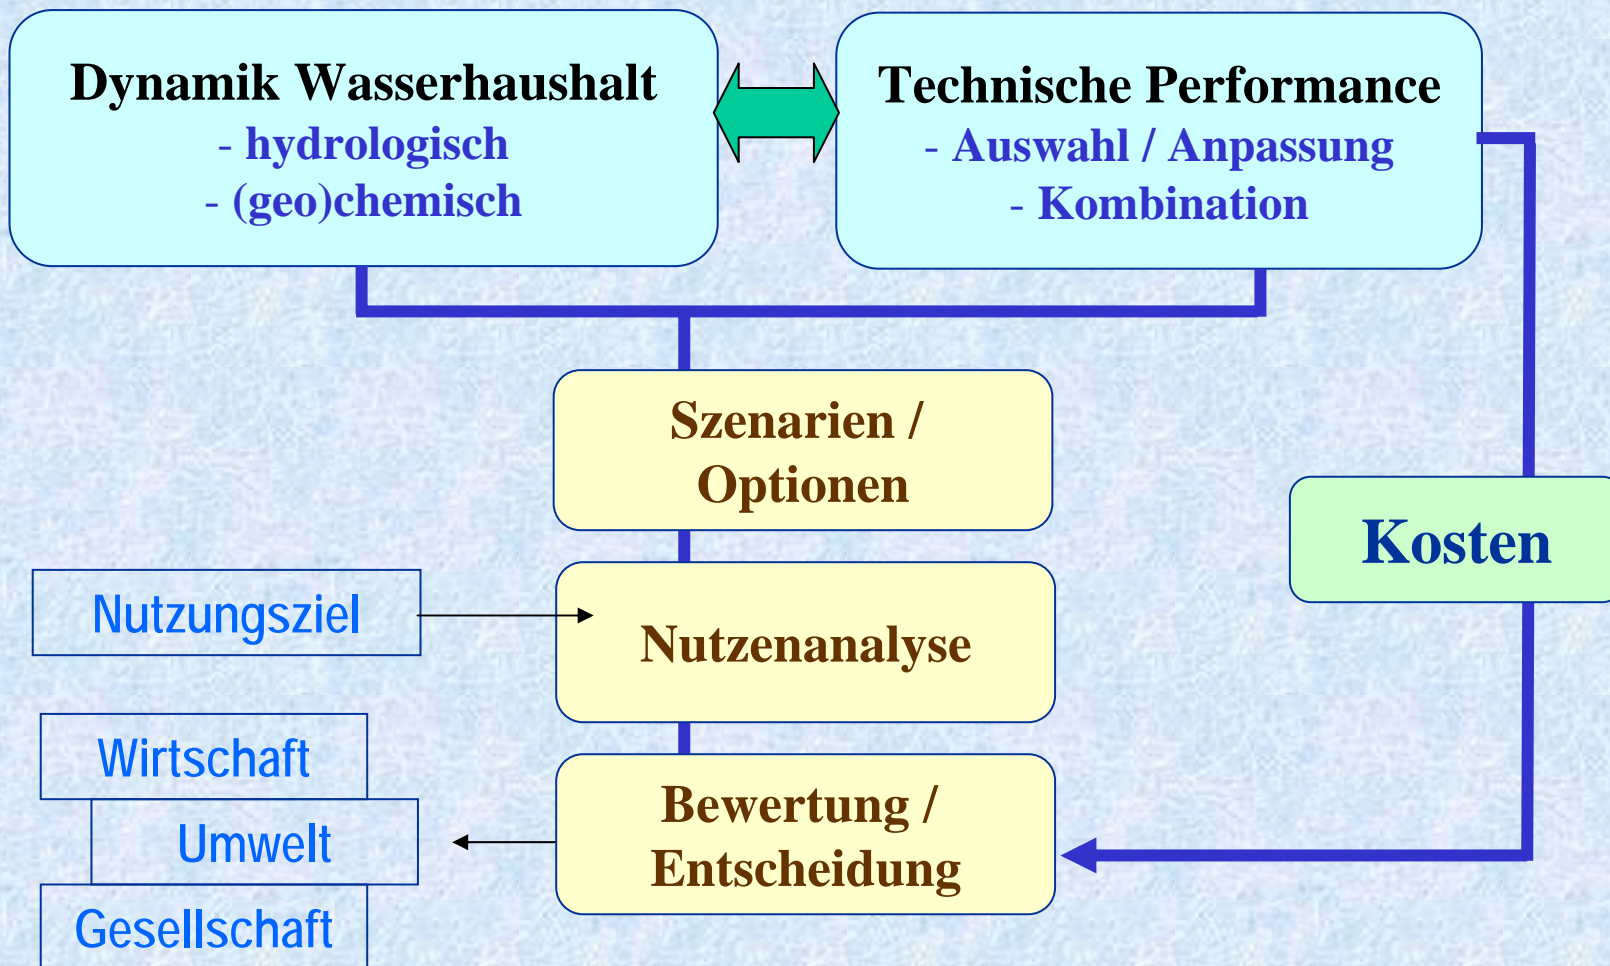 Dynamik Wasserhaushalt
- hydrologisch
- (geo)chemisch
Technische Performance
- Auswahl / Anpassung
- Kombination
Szenarien /
Optionen
Kosten
Nutzungsziel
Nutzenanalyse
Wirtschaft
Umwelt
Gesellschaft
Bewertung /
Entscheidung